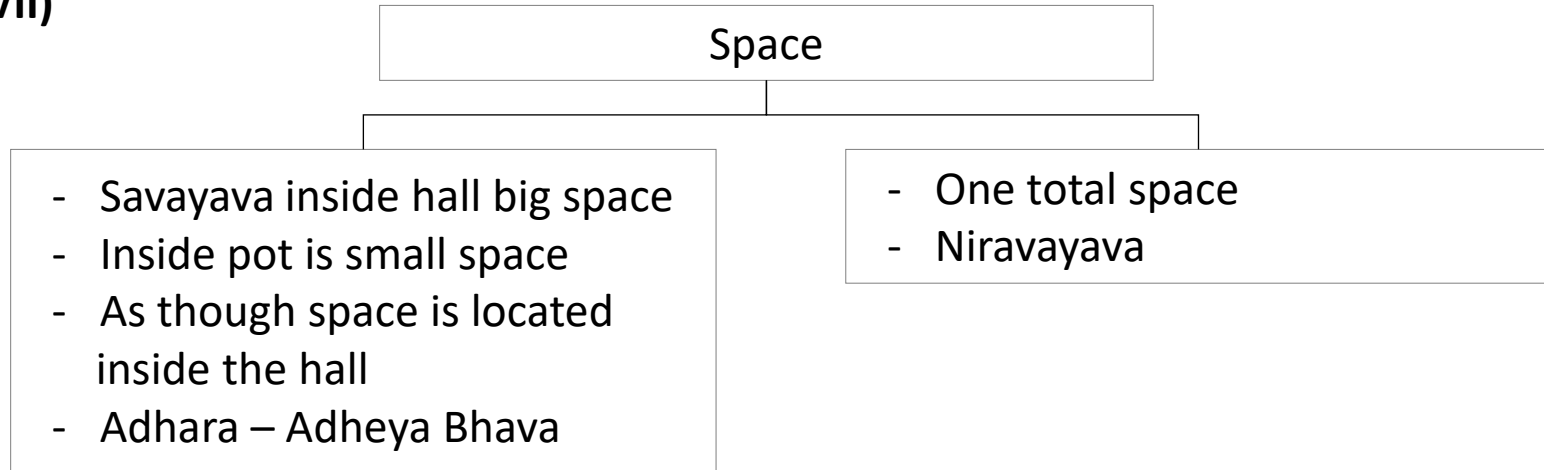 vii)
Space
- Savayava inside hall big space
- Inside pot is small space
- As though space is located
inside the hall
- Adhara – Adheya Bhava
- One total space
- Niravayava